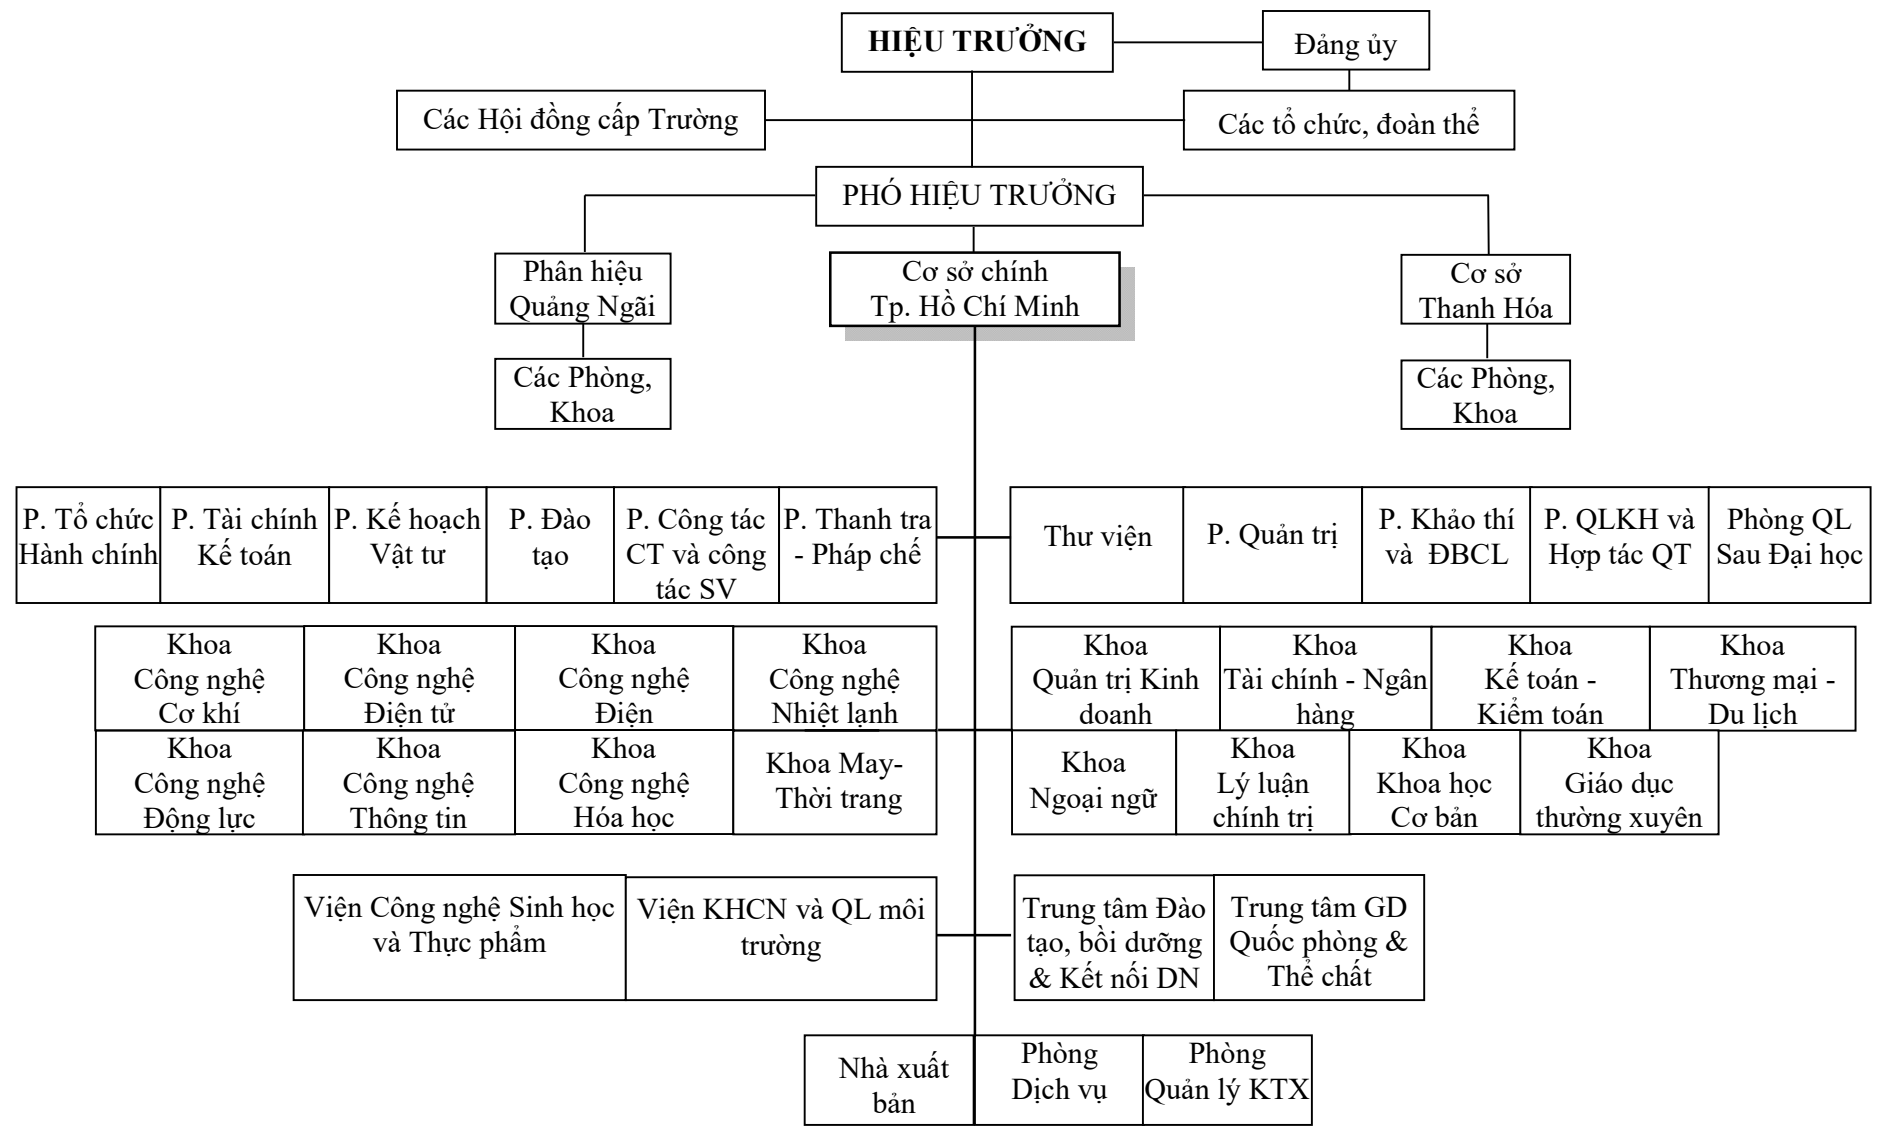 HIỆU TRƯỞNG
Đảng ủy
Các Hội đồng cấp Trường
Các tổ chức, đoàn thể
PHÓ HIỆU TRƯỞNG
Phân hiệu
Quảng Ngãi
Cơ sở chính
Tp. Hồ Chí Minh
Cơ sở
Thanh Hóa
Các Phòng,
Khoa
Các Phòng,
Khoa
P. Tổ chức
Hành chính
P. Tài chính
Kế toán
P. Kế hoạch
Vật tư
P. Đào
tạo
P. Công tác
CT và công
tác SV
P. Thanh tra
- Pháp chế
Thư viện
P. Quản trị
P. Khảo thí
và ĐBCL
P. QLKH và
Hợp tác QT
Phòng QL
Sau Đại học
Khoa
Công nghệ
Cơ khí
Khoa
Công nghệ
Điện tử
Khoa
Công nghệ
Điện
Khoa
Công nghệ
Nhiệt lạnh
Khoa
Quản trị Kinh
doanh
Khoa
Tài chính - Ngân
hàng
Khoa
Kế toán -
Kiểm toán
Khoa
Thương mại -
Du lịch
Khoa
Công nghệ
Động lực
Khoa
Công nghệ
Thông tin
Khoa
Công nghệ
Hóa học
Khoa May-
Thời trang
Khoa
Ngoại ngữ
Khoa
Lý luận
chính trị
Khoa
Khoa học
Cơ bản
Khoa
Giáo dục
thường xuyên
Viện Công nghệ Sinh học
và Thực phẩm
Viện KHCN và QL môi
trường
Trung tâm Đào
tạo, bồi dưỡng
& Kết nối DN
Trung tâm GD
Quốc phòng &
Thể chất
Nhà xuất
bản
Phòng
Dịch vụ
Phòng
Quản lý KTX